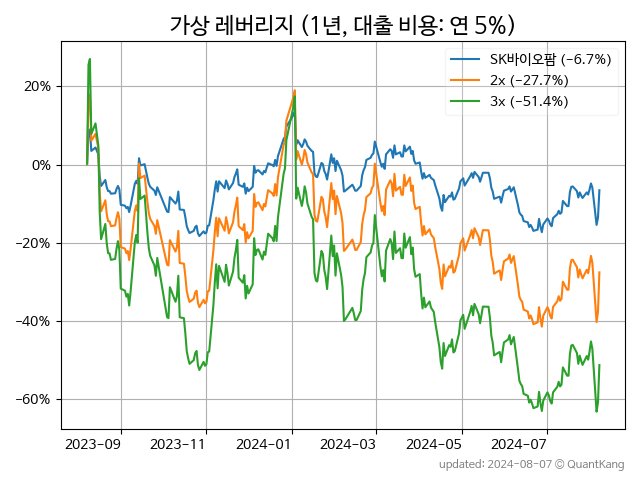 가상 레버리지 (1년, 대출 비용: 연 5%)
SK바이오팜 (−6.7%)
2x (−27.7%)
3x (−51.4%)
20%
0%
−20%
−40%
−60%
2023-09 2023-11 2024-01 2024-03 2024-05 2024-07
updated: 2024-08-07 © QuantKang